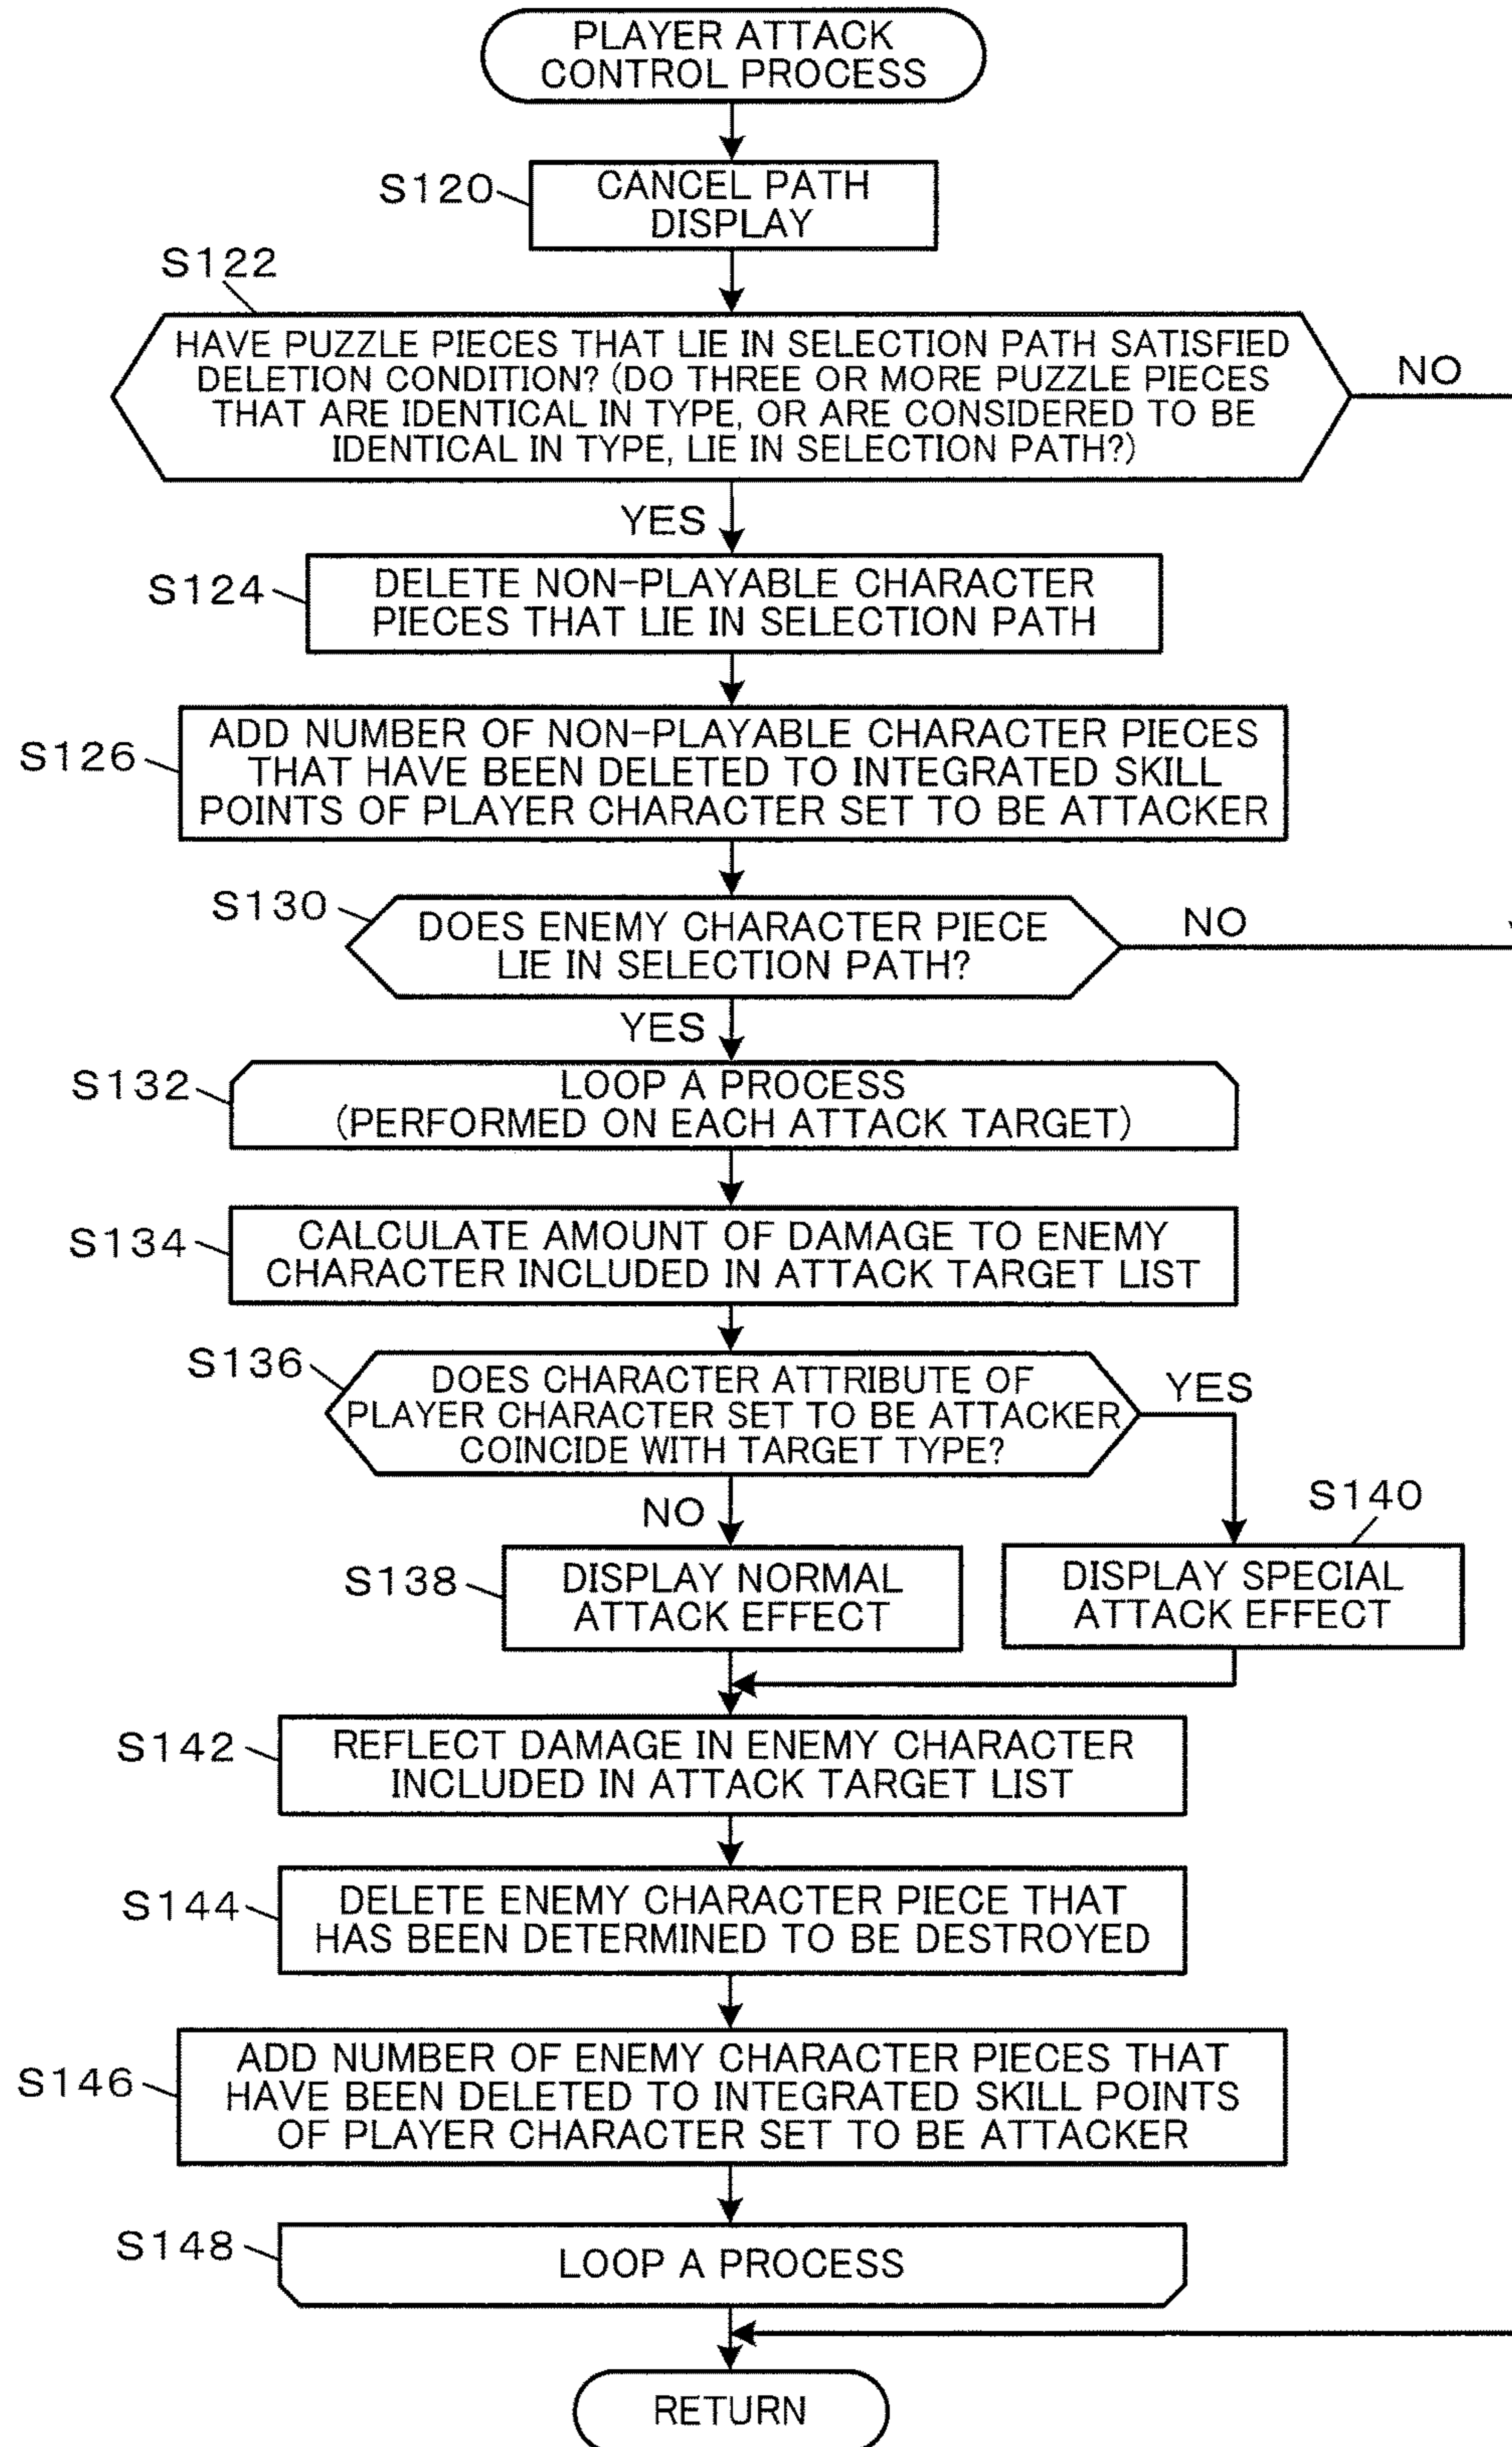 PLAYER ATTACK
CONTROL PROCESS
S120
CANCEL PATH
DISPLAY
S122
HAVE PUZZLE PIECES THAT LIE IN SELECTION PATH SATISFIED
DELETION CONDITION? (DO THREE OR MORE PUZZLE PIECES
THAT ARE IDENTICAL IN TYPE, OR ARE CONSIDERED TO BE
IDENTICAL IN TYPE, LIE IN SELECTION PATH?)
NO
YES
S124
DELETE NON-PLAYABLE CHARACTER
PIECES THAT LIE IN SELECTION PATH
S126
ADD NUMBER OF NON-PLAYABLE CHARACTER PIECES
THAT HAVE BEEN DELETED TO INTEGRATED SKILL
POINTS OF PLAYER CHARACTER SET TO BE ATTACKER
S130
DOES ENEMY CHARACTER PIECE
LIE IN SELECTION PATH?
NO
YES
S132
LOOP A PROCESS
(PERFORMED ON EACH ATTACK TARGET)
S134
CALCULATE AMOUNT OF DAMAGE TO ENEMY
CHARACTER INCLUDED IN ATTACK TARGET LIST
S136
DOES CHARACTER ATTRIBUTE OF
PLAYER CHARACTER SET TO BE ATTACKER
COINCIDE WITH TARGET TYPE?
YES
NO
S138
DISPLAY NORMAL
ATTACK EFFECT
S140
DISPLAY SPECIAL
ATTACK EFFECT
S142
REFLECT DAMAGE IN ENEMY CHARACTER
INCLUDED IN ATTACK TARGET LIST
S144
DELETE ENEMY CHARACTER PIECE THAT
HAS BEEN DETERMINED TO BE DESTROYED
S146
ADD NUMBER OF ENEMY CHARACTER PIECES THAT
HAVE BEEN DELETED TO INTEGRATED SKILL POINTS
OF PLAYER CHARACTER SET TO BE ATTACKER
S148
LOOP A PROCESS
RETURN